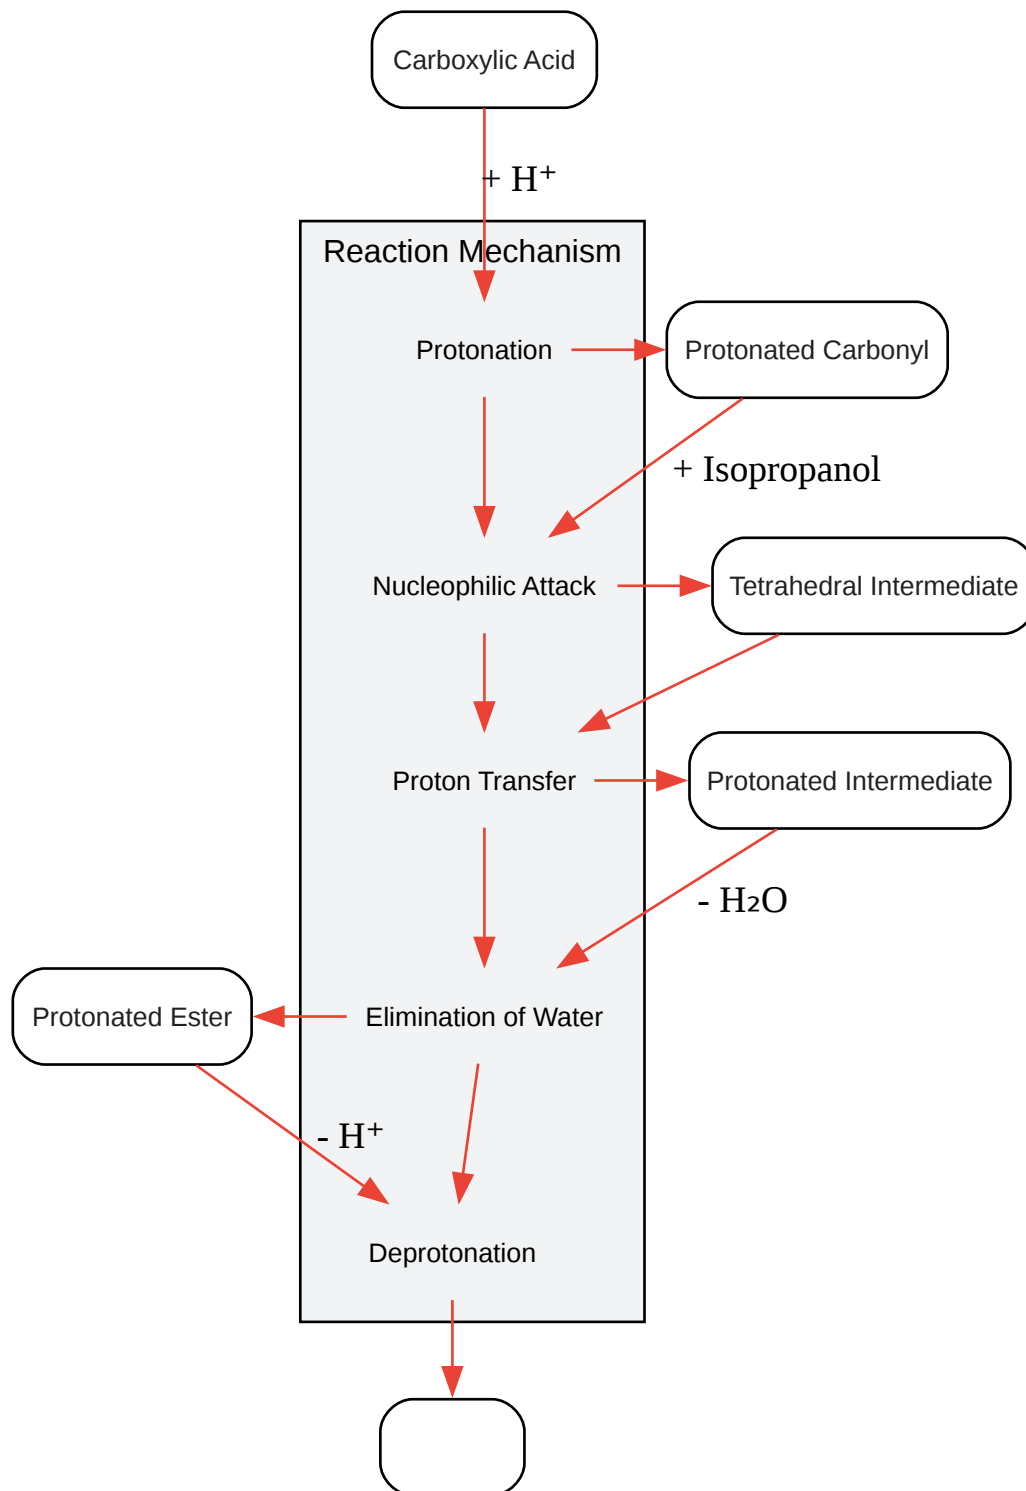 Carboxylic Acid
+ H⁺
Reaction Mechanism
Protonation
Protonated Carbonyl
+ Isopropanol
Nucleophilic Attack
Tetrahedral Intermediate
Proton Transfer
Protonated Intermediate
- H₂O
Protonated Ester
Elimination of Water
- H⁺
Deprotonation